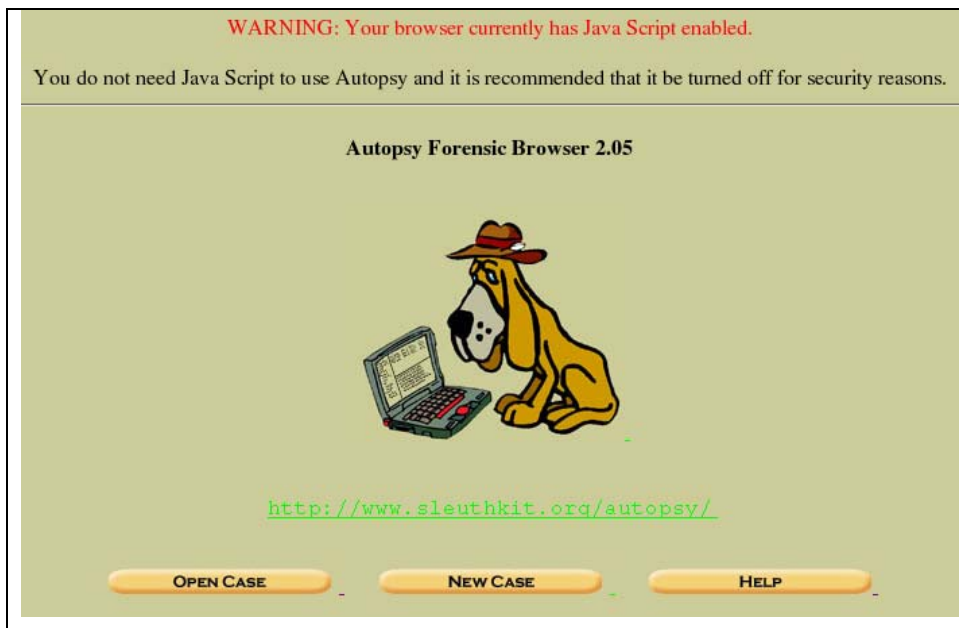 WARNING: Your browser currently has Java Script enabled.
You do not need Java Script to use Autopsy and it is recommended that it be turned off for security reasons.
Autopsy Forensic Browser 2.05
http://www.sleuthkit.org/autopsy/
OPEN CASE NEW CASE HELP